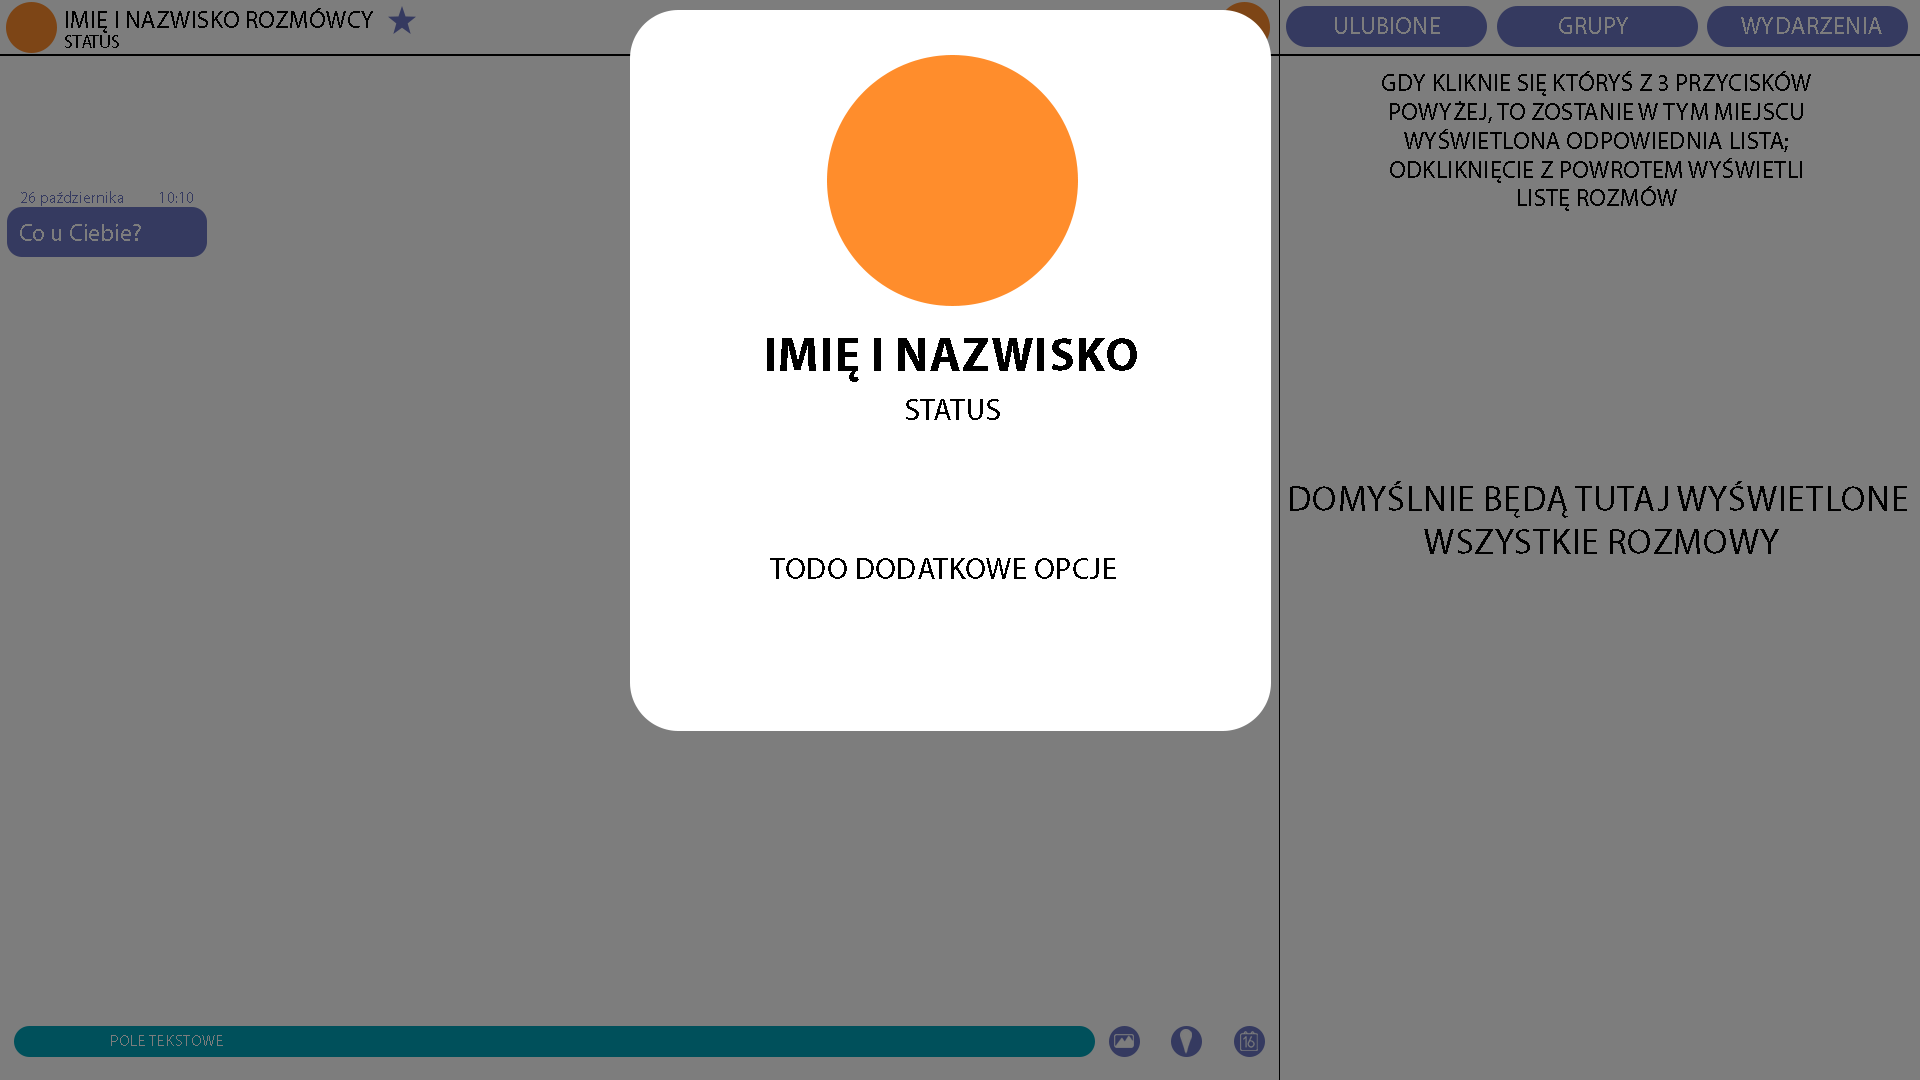 IMIĘ I NAZWISKO ROZMÓWCY
STATUS
ULUBIONE
GRUPY
WYDARZENIA
GDY KLIKNIE SIĘ KTÓRYŚ Z 3 PRZYCISKÓW
POWYŻEJ, TO ZOSTANIE W TYM MIEJSCU
WYŚWIETLONA ODPOWIEDNIA LISTA;
ODKLIKNIĘCIE Z POWROTEM WYŚWIETLI
LISTĘ ROZMÓW
26 października 10:10
Co u Ciebie?
IMIĘ I NAZWISKO
STATUS
TODO DODATKOWE OPCJE
DOMYŚLNIE BĘDĄ TUTAJ WYŚWIETLONE
WSZYSTKIE ROZMOWY
POLE TEKSTOWE
16